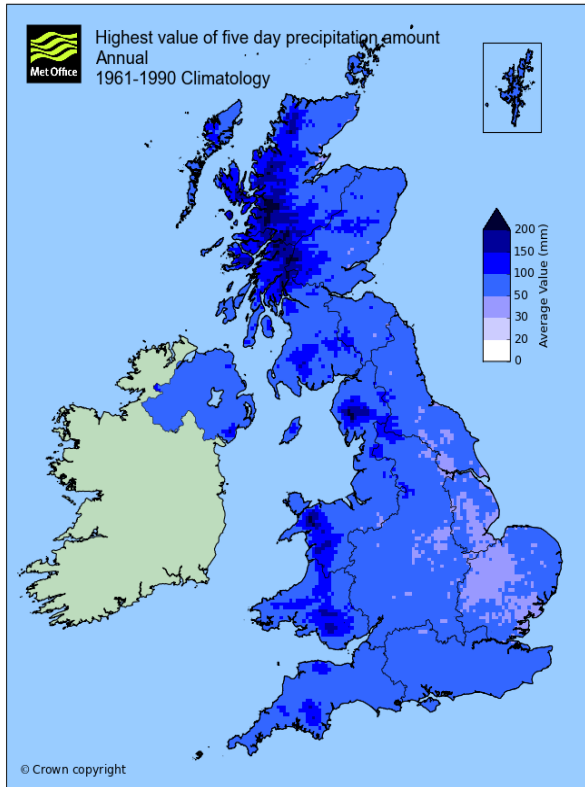 Met Office
Highest value of five day precipitation amount
Annual
1961-1990 Climatology
200
150
100
50
30
20
0
Average Value (mm)
© Crown copyright